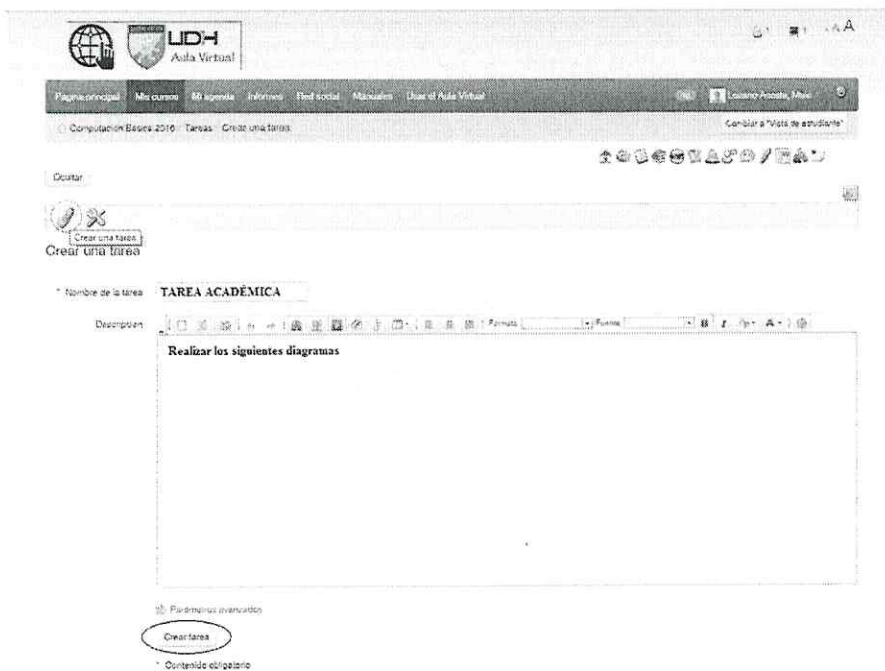 UDH
Aula Virtual
A A
Página principal Mis cursos Mi agenda Informes Red social Manuales Usar el Aula Virtual
Computación Básica 2016 Tareas Crear una tarea
Cambiar a "Vista de estudiante"
Ocultar
Crear una tarea
Crear una tarea
* Nombre de la tarea TAREA ACADÉMICA
Description
Formato Fuente
Realizar los siguientes diagramas
Parámetros avanzados
Crear tarea
* Contenido obligatorio